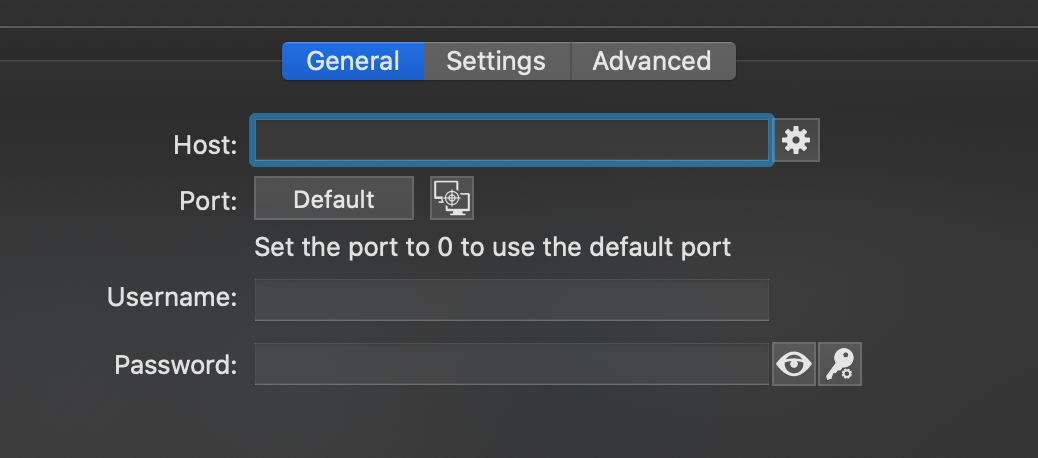 General Settings Advanced
Host:
Port: Default
Set the port to 0 to use the default port
Username:
Password: